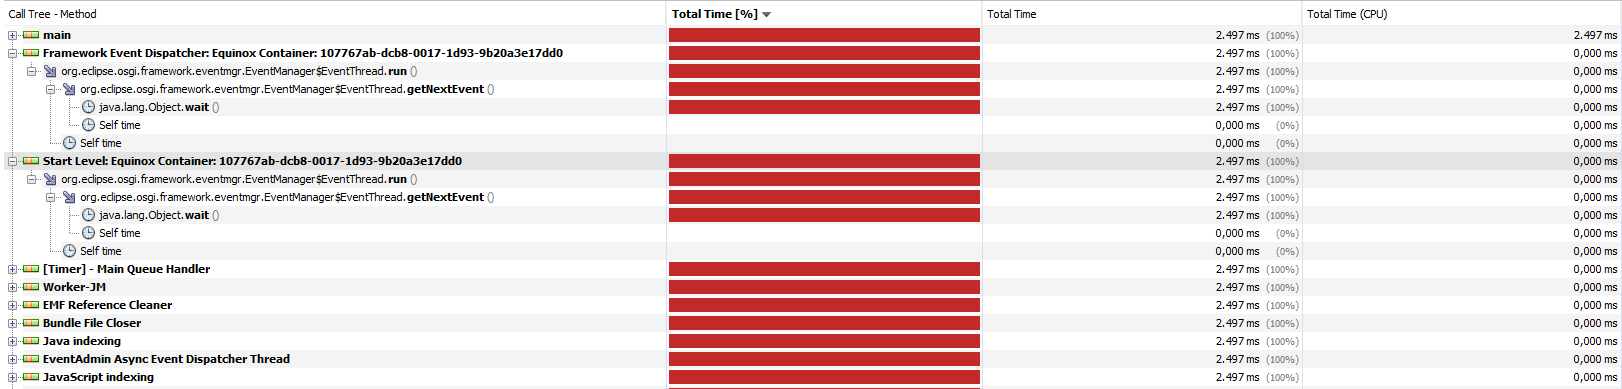 Call Tree - Method Total Time [%] Total Time Total Time (CPU)
main 2.497 ms (100%) 2.497 ms
Framework Event Dispatcher: Equinox Container: 107767ab-dcb8-0017-1d93-9b20a3e17dd0 2.497 ms (100%) 0,000 ms
org.eclipse.osgi.framework.eventmgr.EventManager$EventThread.run () 2.497 ms (100%) 0,000 ms
org.eclipse.osgi.framework.eventmgr.EventManager$EventThread.getNextEvent () 2.497 ms (100%) 0,000 ms
java.lang.Object.wait () 2.497 ms (100%) 0,000 ms
Self time 0,000 ms (0%) 0,000 ms
Self time 0,000 ms (0%) 0,000 ms
Start Level: Equinox Container: 107767ab-dcb8-0017-1d93-9b20a3e17dd0 2.497 ms (100%) 0,000 ms
org.eclipse.osgi.framework.eventmgr.EventManager$EventThread.run () 2.497 ms (100%) 0,000 ms
org.eclipse.osgi.framework.eventmgr.EventManager$EventThread.getNextEvent () 2.497 ms (100%) 0,000 ms
java.lang.Object.wait () 2.497 ms (100%) 0,000 ms
Self time 0,000 ms (0%) 0,000 ms
Self time 0,000 ms (0%) 0,000 ms
[Timer] - Main Queue Handler 2.497 ms (100%) 0,000 ms
Worker-JM 2.497 ms (100%) 0,000 ms
EMF Reference Cleaner 2.497 ms (100%) 0,000 ms
Bundle File Closer 2.497 ms (100%) 0,000 ms
Java indexing 2.497 ms (100%) 0,000 ms
EventAdmin Async Event Dispatcher Thread 2.497 ms (100%) 0,000 ms
JavaScript indexing 2.497 ms (100%) 0,000 ms